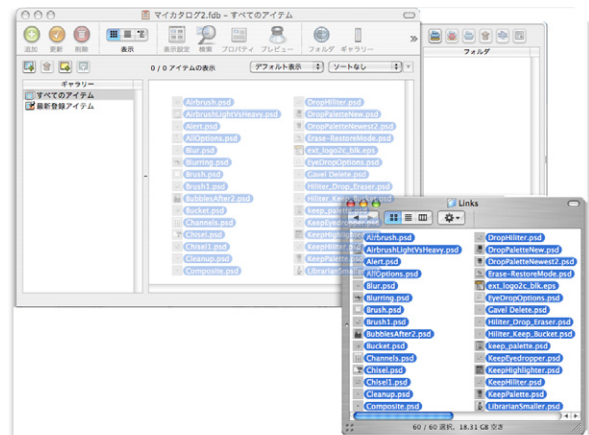 マイカタログ2.fdb – すべてのアイテム
追加 更新 削除 表示 表示設定 検索 プロパティ プレビュー フォルダ ギャラリー
0 / 0 アイテムの表示 デフォルト表示 ソートなし
フォルダ
ギャラリー
すべてのアイテム
最新登録アイテム
Airbrush.psd DropHiliter.psd
AirbrushLightVsHeavy.psd DropPaletteNew.psd
Alert.psd DropPaletteNewest2.psd
AllOptions.psd Erase-RestoreMode.psd
Blur.psd ext_logo2c_blk.eps
Blurring.psd EyeDropOptions.psd
Brush.psd Gavel Delete.psd
Brush1.psd Hiliter_Drop_Eraser.psd
BubblesAfter2.psd
Bucket.psd keep_palette
Channels.psd KeepEyedropper
Chisel.psd KeepHighlighter
Chisel1.psd KeepHiliter
Cleanup.psd KeepPalette
Composite.psd LibrarianSmaller
Links
Airbrush.psd DropHiliter.psd
AirbrushLightVsHeavy.psd DropPaletteNew.psd
Alert.psd DropPaletteNewest2.psd
AllOptions.psd Erase-RestoreMode.psd
Blur.psd ext_logo2c_blk.eps
Blurring.psd EyeDropOptions.psd
Brush.psd Gavel Delete.psd
Brush1.psd Hiliter_Drop_Eraser.psd
BubblesAfter2.psd Hiliter_Keep_Bucket.psd
Bucket.psd keep_palette.psd
Channels.psd KeepEyedropper.psd
Chisel.psd KeepHighlighter.psd
Chisel1.psd KeepHiliter.psd
Cleanup.psd KeepPalette.psd
Composite.psd LibrarianSmaller.psd
60 / 60 選択、18.31 GB 空き